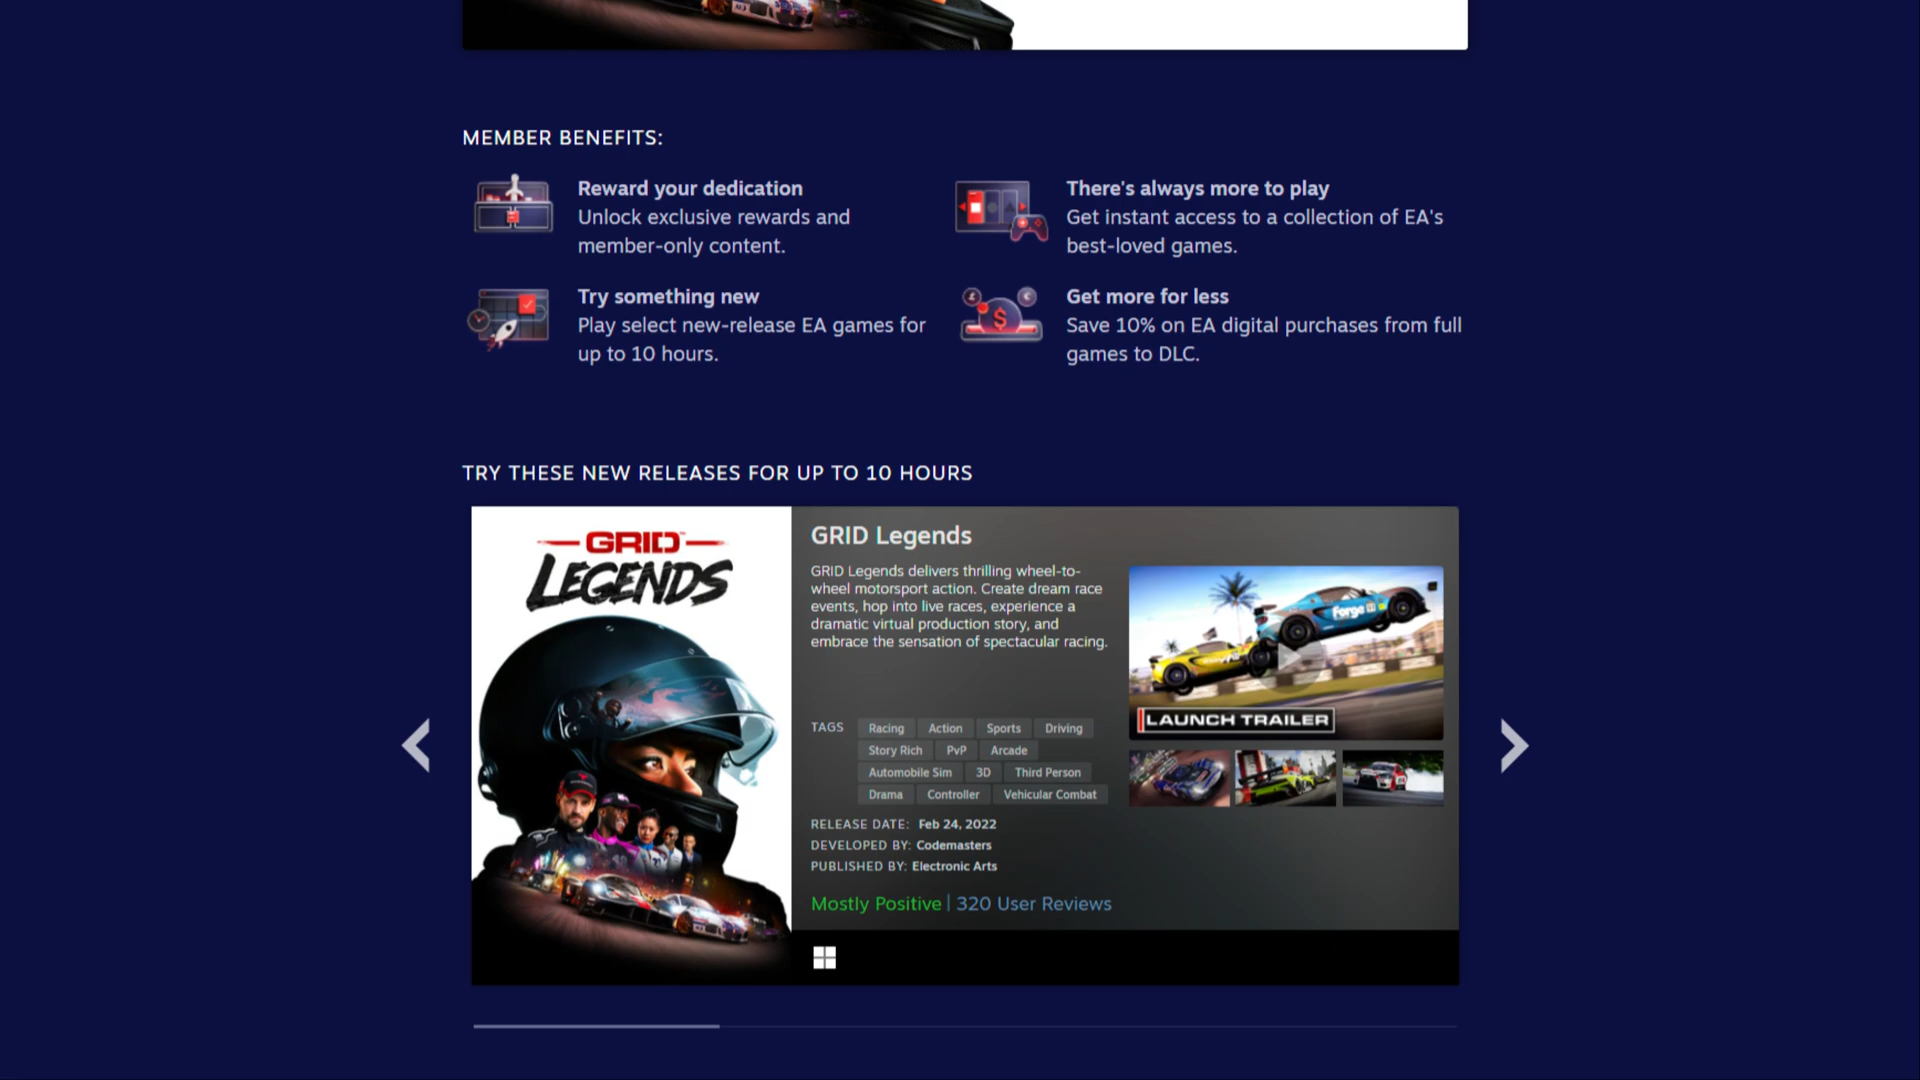 MEMBER BENEFITS:
Reward your dedication
Unlock exclusive rewards and
member-only content.
There's always more to play
Get instant access to a collection of EA's
best-loved games.
Try something new
Play select new-release EA games for
up to 10 hours.
Get more for less
Save 10% on EA digital purchases from full
games to DLC.
TRY THESE NEW RELEASES FOR UP TO 10 HOURS
GRID
LEGENDS
GRID Legends
GRID Legends delivers thrilling wheel-to-
wheel motorsport action. Create dream race
events, hop into live races, experience a
dramatic virtual production story, and
embrace the sensation of spectacular racing.
Forge
LAUNCH TRAILER
TAGS
Racing Action Sports Driving
Story Rich PvP Arcade
Automobile Sim 3D Third Person
Drama Controller Vehicular Combat
RELEASE DATE: Feb 24, 2022
DEVELOPED BY: Codemasters
PUBLISHED BY: Electronic Arts
Mostly Positive | 320 User Reviews